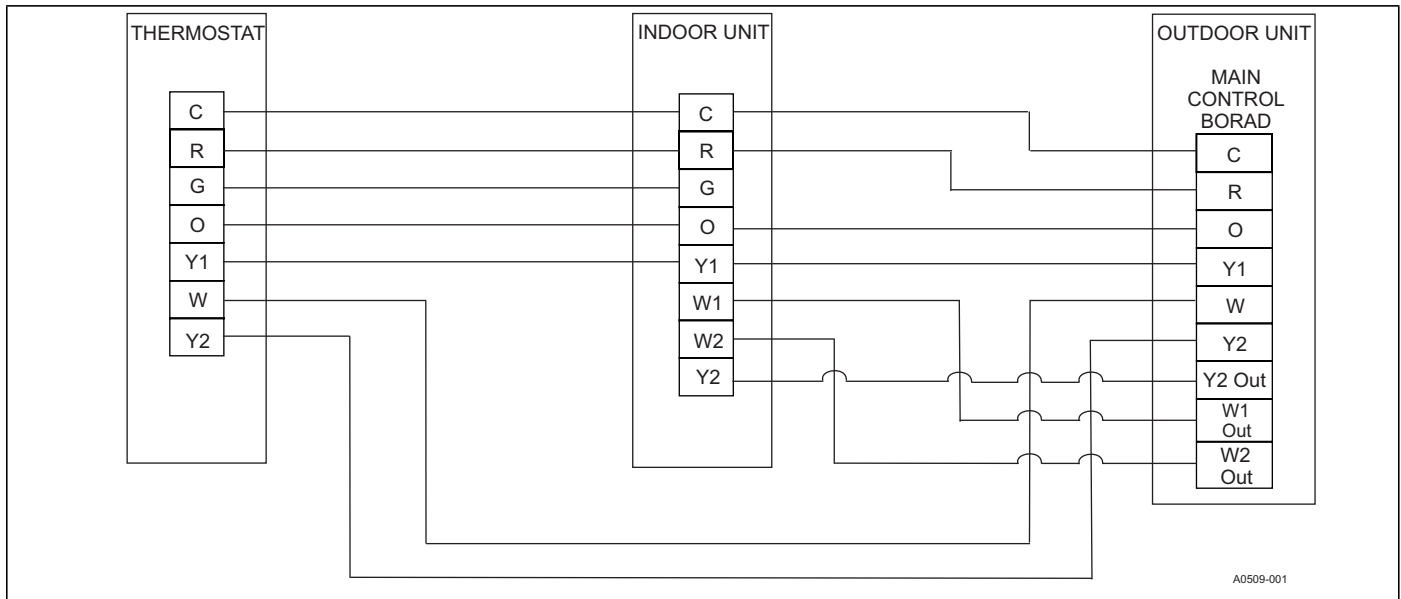 THERMOSTAT
C
R
G
O
Y1
W
Y2
INDOOR UNIT
C
R
G
O
Y1
W1
W2
Y2
OUTDOOR UNIT
MAIN
CONTROL
BORAD
C
R
O
Y1
W
Y2
Y2 Out
W1
Out
W2
Out
A0509-001